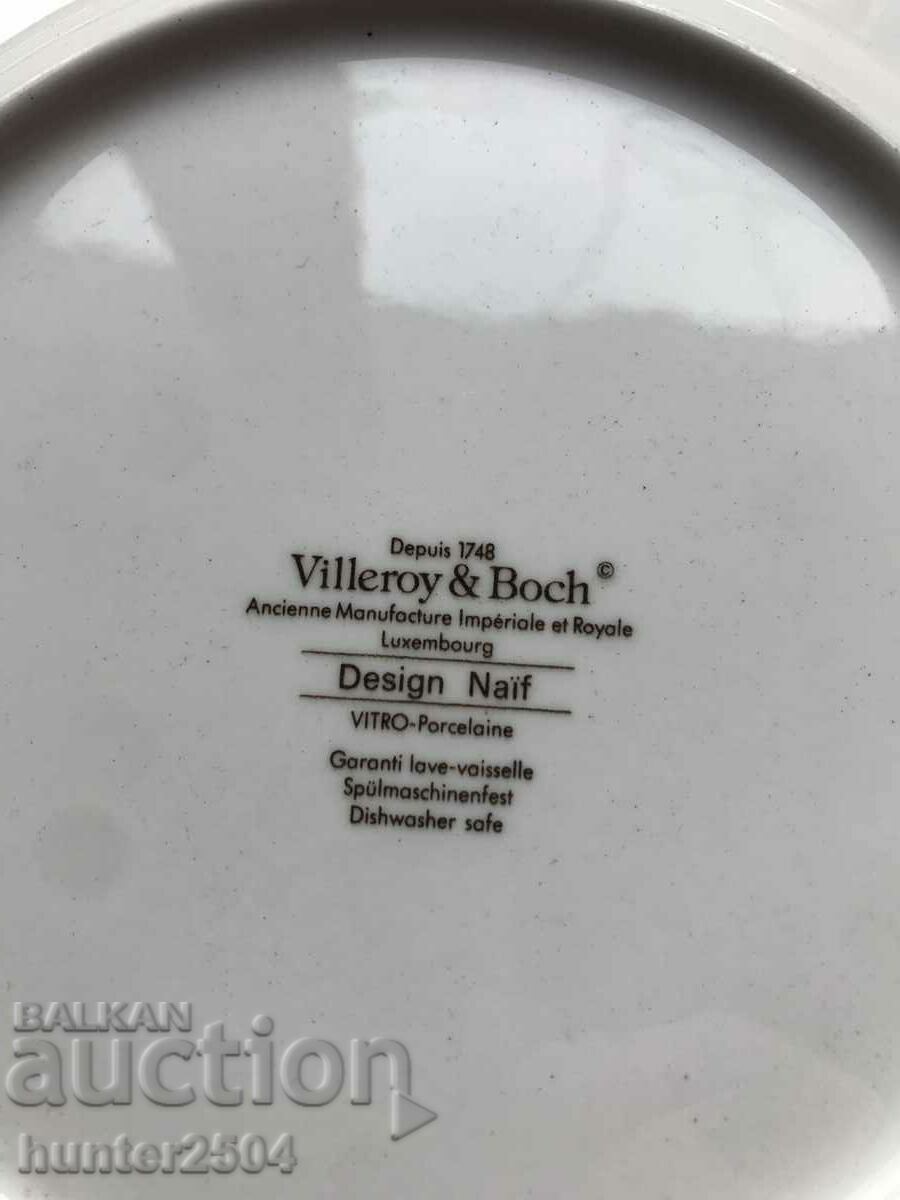 Depuis 1748
Villeroy & Boch©
Ancienne Manufacture Impériale et Royale
Luxembourg
Design Naïf
VITRO-Porcelaine
Garanti lave-vaisselle
Spülmaschinenfest
Dishwasher safe
BALKAN
auction
hunter2504